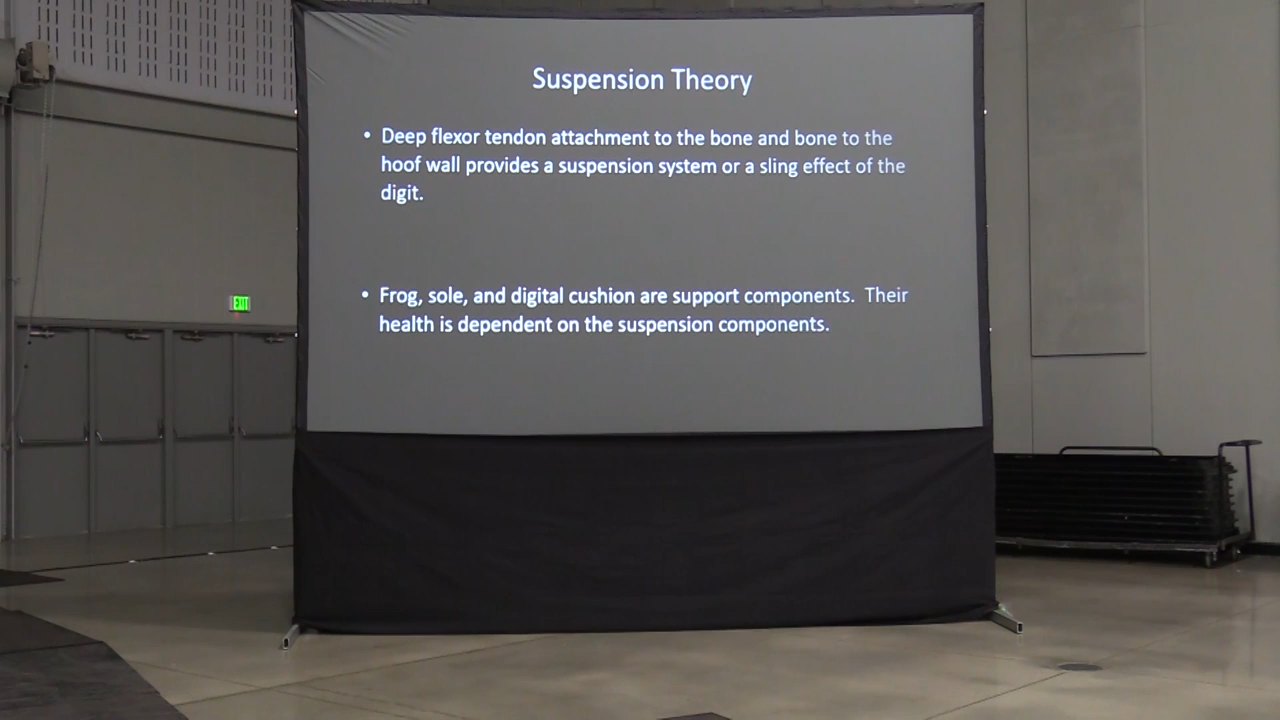 Suspension Theory
• Deep flexor tendon attachment to the bone and bone to the
hoof wall provides a suspension system or a sling effect of the
digit.
• Frog, sole, and digital cushion are support components. Their
health is dependent on the suspension components.
EXIT